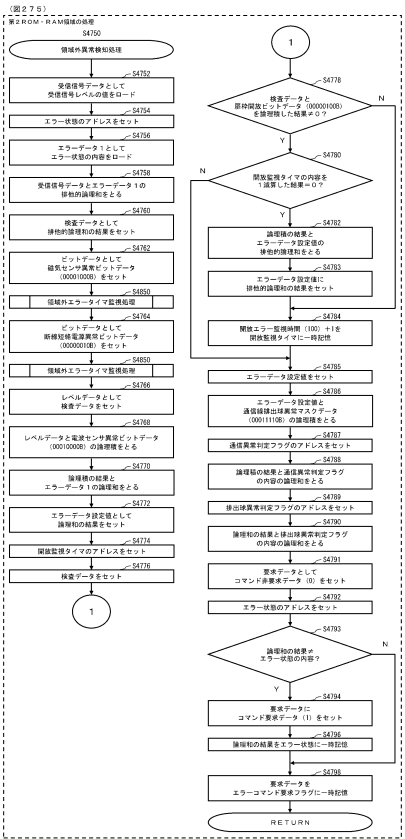 (図275)
第2ROM・RAM領域の処理
S4750
領域外異常検知処理
S4752
受信信号データとして
受信信号レベルの値をロード
S4754
エラー状態のアドレスをセット
S4756
エラーデータ1として
エラー状態の内容をロード
S4758
受信信号データとエラーデータ1の
排他的論理和をとる
S4760
検査データとして
排他的論理和の結果をセット
S4762
ビットデータとして
磁気センサ異常ビットデータ
(00001000B)をセット
S4850
領域外エラータイマ監視処理
S4764
ビットデータとして
断線短絡電源異常ビットデータ
(00000010B)をセット
S4850
領域外エラータイマ監視処理
S4766
レベルデータとして
検査データをセット
S4768
レベルデータと電波センサ異常ビットデータ
(00010000B)の論理積をとる
S4770
論理積の結果と
エラーデータ1の論理和をとる
S4772
エラーデータ設定値として
論理和の結果をセット
S4774
開放監視タイマのアドレスをセット
S4776
検査データをセット
1
1
S4778
検査データと
扉枠開放ビットデータ(00000100B)
を論理積した結果≠0?
N
Y
S4780
開放監視タイマの内容を
1減算した結果=0?
N
Y
S4782
論理積の結果と
エラーデータ設定値の
排他的論理和をとる
S4783
エラーデータ設定値に
排他的論理和の結果をセット
S4784
開放エラー監視時間(100)+1を
開放監視タイマに一時記憶
S4785
エラーデータ設定値をセット
S4786
エラーデータ設定値と
通信線排出球異常マスクデータ
(00011110B)の論理積をとる
S4787
通信異常判定フラグのアドレスをセット
S4788
論理積の結果と通信異常判定フラグ
の内容の論理和をとる
S4789
排出球異常判定フラグのアドレスをセット
S4790
論理和の結果と排出球異常判定フラグ
の内容の論理和をとる
S4791
要求データとして
コマンド非要求データ(0)をセット
S4792
エラー状態のアドレスをセット
S4793
論理和の結果≠
エラー状態の内容?
N
Y
S4794
要求データに
コマンド要求データ(1)をセット
S4796
論理和の結果をエラー状態に一時記憶
S4798
要求データを
エラーコマンド要求フラグに一時記憶
RETURN